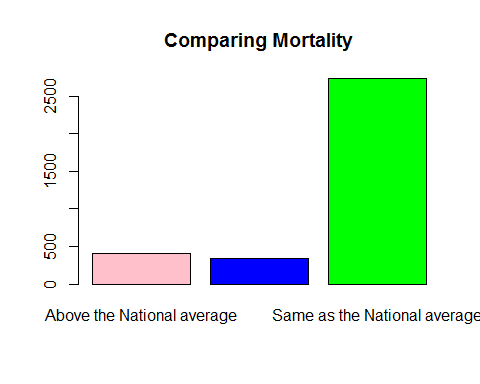 Comparing Mortality
2500
1500
500
0
Above the National average
Same as the National average